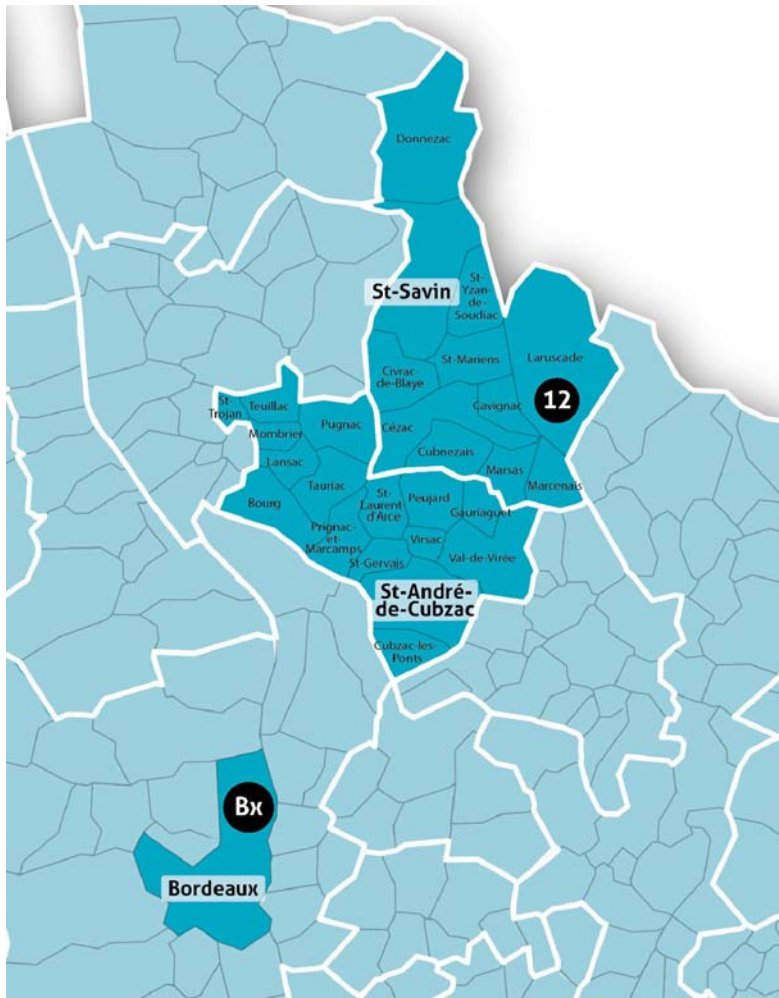 Donnezac
St-Savin
St-
Yzan-
de-
Soudiac
St-Mariens
Laruscade
Civrac-
de-Blaye
12
St-
Trojan
Teuillac
Cavignac
Pugnac
Cézac
Mombrier
Cubnezais
Lansac
Marsas
Marcenais
Tauriac
St-
Laurent-
d'Arce
Peujard
Bourg
Gauriaguet
Prignac-
et-
Marcamps
Virsac
St-Gervais
Val-de-Virée
St-André-
de-Cubzac
Cubzac-les-
Ponts
Bx
Bordeaux